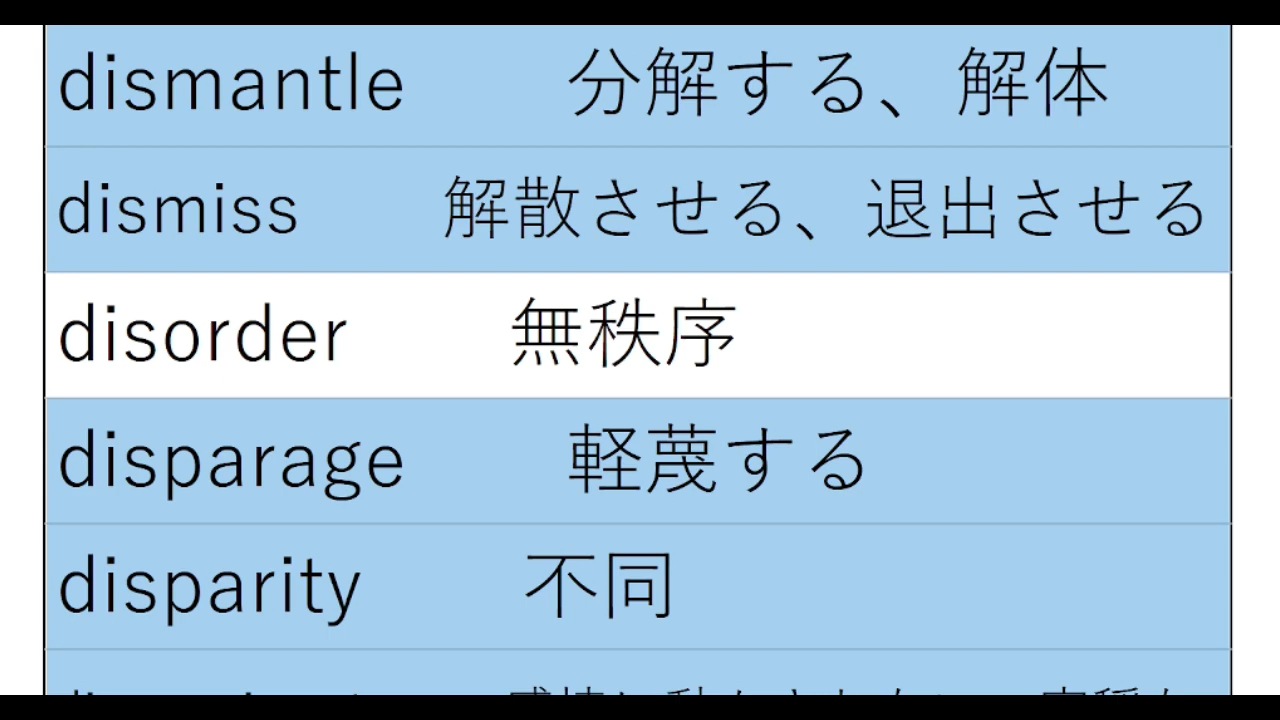 dismantle 分解する、解体
dismiss 解散させる、退出させる
disorder 無秩序
disparage 軽蔑する
disparity 不同